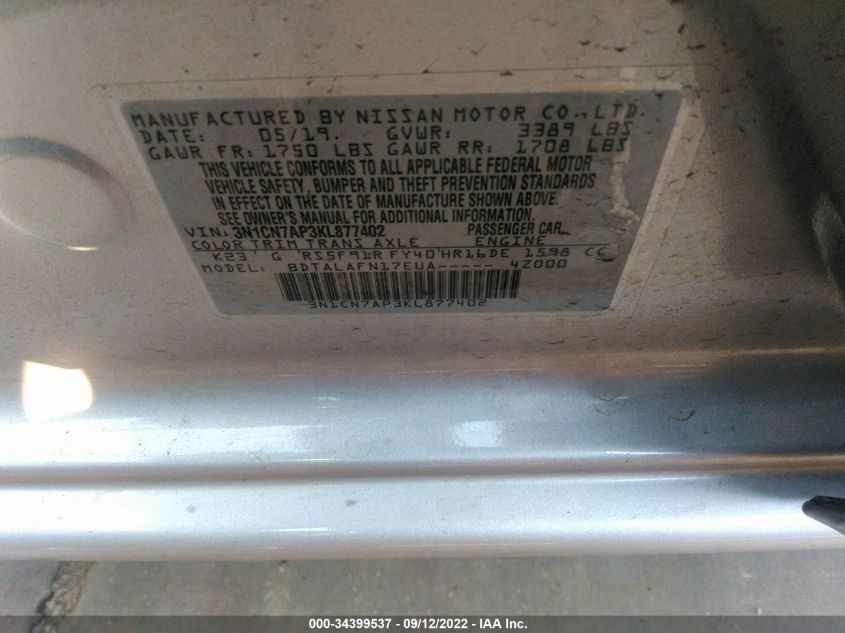 MANUFACTURED BY NISSAN MOTOR CO., LTD.
DATE: 05/19 GVWR: 3389 LBS
GAWR FR: 1750 LBS GAWR RR: 1708 LBS
THIS VEHICLE CONFORMS TO ALL APPLICABLE FEDERAL MOTOR
VEHICLE SAFETY, BUMPER AND THEFT PREVENTION STANDARDS
IN EFFECT ON THE DATE OF MANUFACTURE SHOWN ABOVE.
SEE OWNER'S MANUAL FOR ADDITIONAL INFORMATION.
VIN: 3N1CN7AP3KL877402 PASSENGER CAR
COLOR TRIM TRANS AXLE ENGINE
K23 G RS5F91R FY40 HR16DE 1598 CC
MODEL: BDTALAFN17EUA----- 4Z000
3N1CN7AP3KL877402
000-34399537 - 09/12/2022 - IAA Inc.